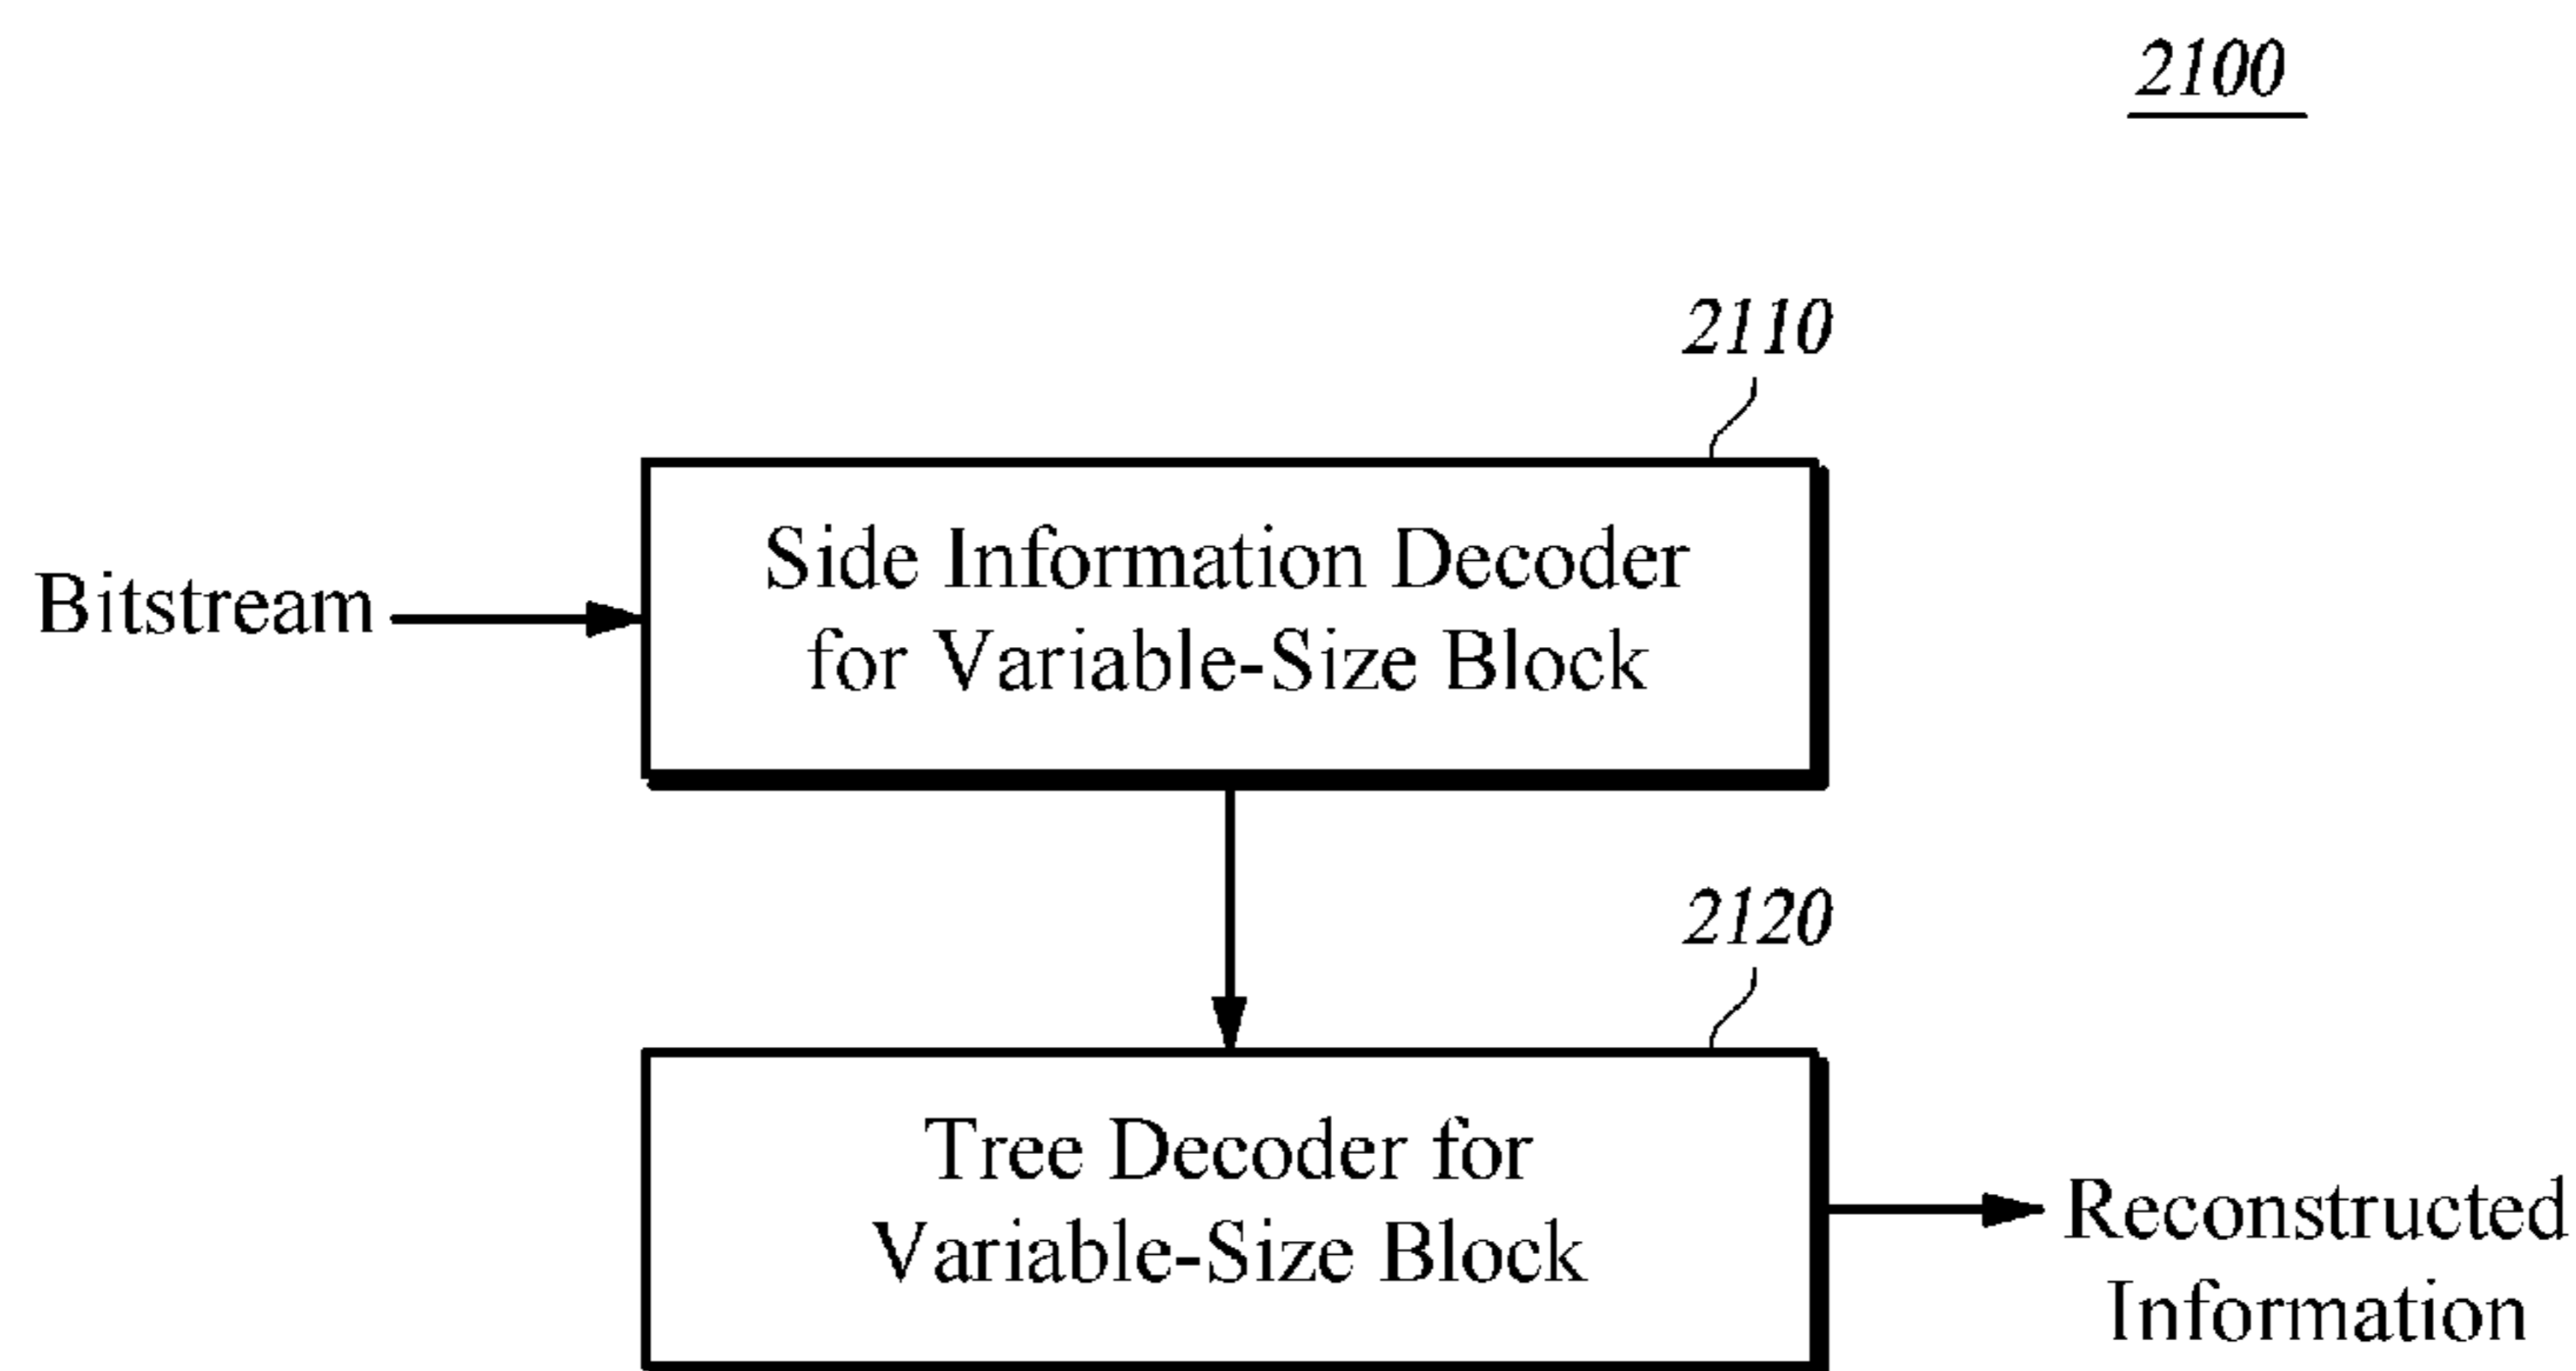 2100
2110
Side Information Decoder
for Variable-Size Block
Bitstream
2120
Tree Decoder for
Variable-Size Block
Reconstructed
Information